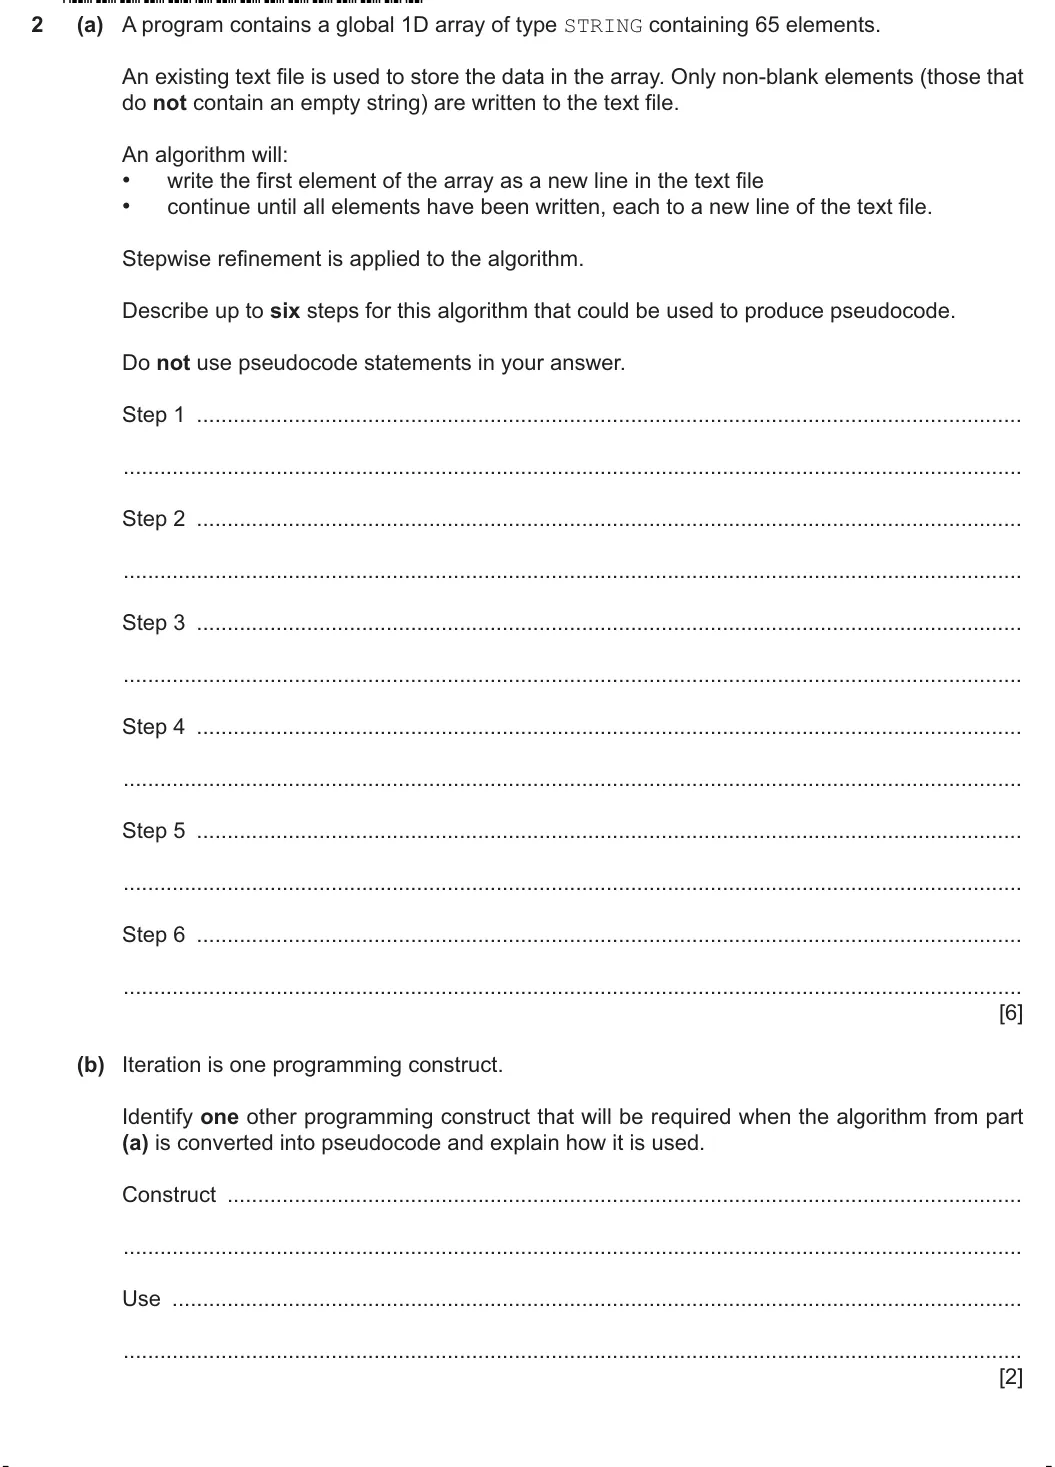 2 (a) A program contains a global 1D array of type STRING containing 65 elements.
An existing text file is used to store the data in the array. Only non-blank elements (those that
do not contain an empty string) are written to the text file.
An algorithm will:
• write the first element of the array as a new line in the text file
• continue until all elements have been written, each to a new line of the text file.
Stepwise refinement is applied to the algorithm.
Describe up to six steps for this algorithm that could be used to produce pseudocode.
Do not use pseudocode statements in your answer.
Step 1
Step 2
Step 3
Step 4
Step 5
Step 6
[6]
(b) Iteration is one programming construct.
Identify one other programming construct that will be required when the algorithm from part
(a) is converted into pseudocode and explain how it is used.
Construct
Use
[2]